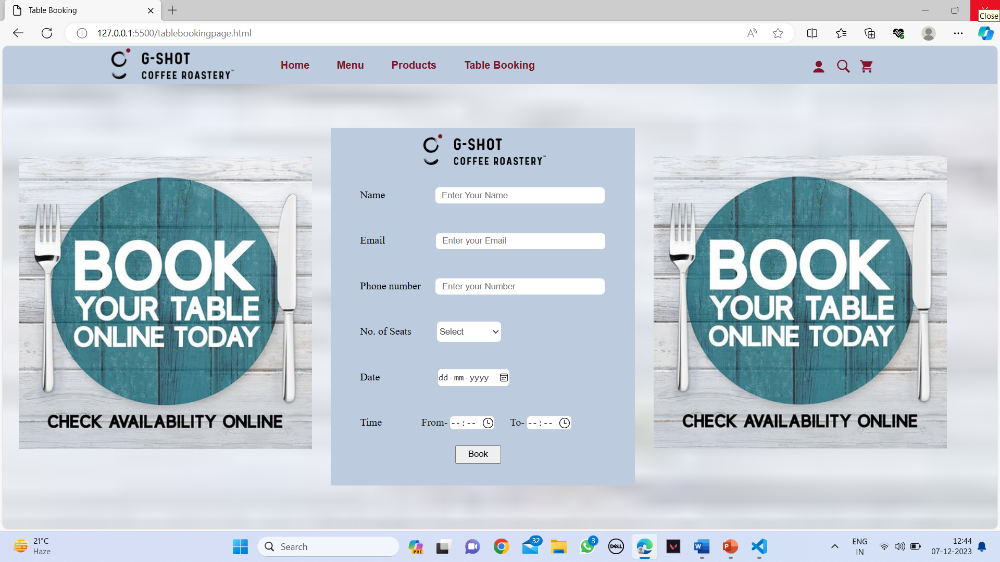 Table Booking
Close
127.0.0.1:5500/tablebookingpage.html
G-SHOT
COFFEE ROASTERY™
Home Menu Products Table Booking
G-SHOT
COFFEE ROASTERY™
Name Enter Your Name
Email Enter your Email
Phone number Enter your Number
No. of Seats Select
Date dd-mm-yyyy
Time From- --:-- To- --:--
Book
BOOK
YOUR TABLE
ONLINE TODAY
CHECK AVAILABILITY ONLINE
BOOK
YOUR TABLE
ONLINE TODAY
CHECK AVAILABILITY ONLINE
21°C
Haze
Search
PRE
32
3
DELL
ENG
IN
12:44
07-12-2023